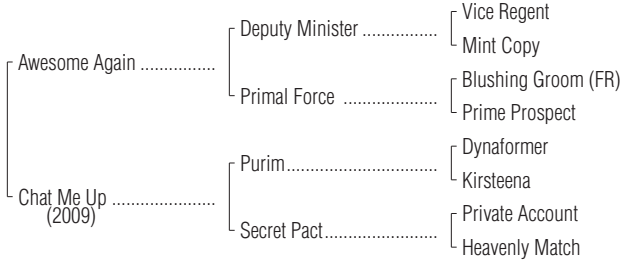 Awesome Again
Deputy Minister
Vice Regent
Mint Copy
Primal Force
Blushing Groom (FR)
Prime Prospect
Chat Me Up
(2009)
Purim
Dynaformer
Kirsteena
Secret Pact
Private Account
Heavenly Match